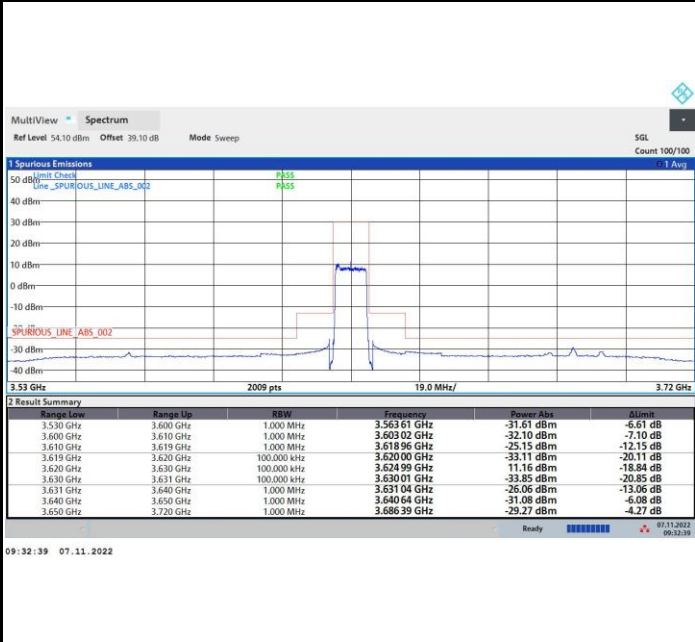 MultiView Spectrum
Ref Level 54.10 dBm Offset 39.10 dB Mode Sweep SGL
Count 100/100
1 Spurious Emissions 1 Avg
50 dBm Limit Check PASS
Line _SPURIOUS_LINE_ABS_002 PASS
40 dBm
30 dBm
20 dBm
10 dBm
0 dBm
-10 dBm
-20 dBm
_SPURIOUS_LINE_ABS_002
-30 dBm
-40 dBm
3.53 GHz 2009 pts 19.0 MHz/ 3.72 GHz
2 Result Summary
Range Low Range Up RBW Frequency Power Abs ΔLimit
3.530 GHz 3.600 GHz 1.000 MHz 3.563 61 GHz -31.61 dBm -6.61 dB
3.600 GHz 3.610 GHz 1.000 MHz 3.603 02 GHz -32.10 dBm -7.10 dB
3.610 GHz 3.619 GHz 1.000 MHz 3.618 96 GHz -25.15 dBm -12.15 dB
3.619 GHz 3.620 GHz 100.000 kHz 3.620 00 GHz -33.11 dBm -20.11 dB
3.620 GHz 3.630 GHz 100.000 kHz 3.624 99 GHz 11.16 dBm -18.84 dB
3.630 GHz 3.631 GHz 100.000 kHz 3.630 01 GHz -33.85 dBm -20.85 dB
3.631 GHz 3.640 GHz 1.000 MHz 3.631 04 GHz -26.06 dBm -13.06 dB
3.640 GHz 3.650 GHz 1.000 MHz 3.640 64 GHz -31.08 dBm -6.08 dB
3.650 GHz 3.720 GHz 1.000 MHz 3.686 39 GHz -29.27 dBm -4.27 dB
Ready 07.11.2022
09:32:39
09:32:39 07.11.2022